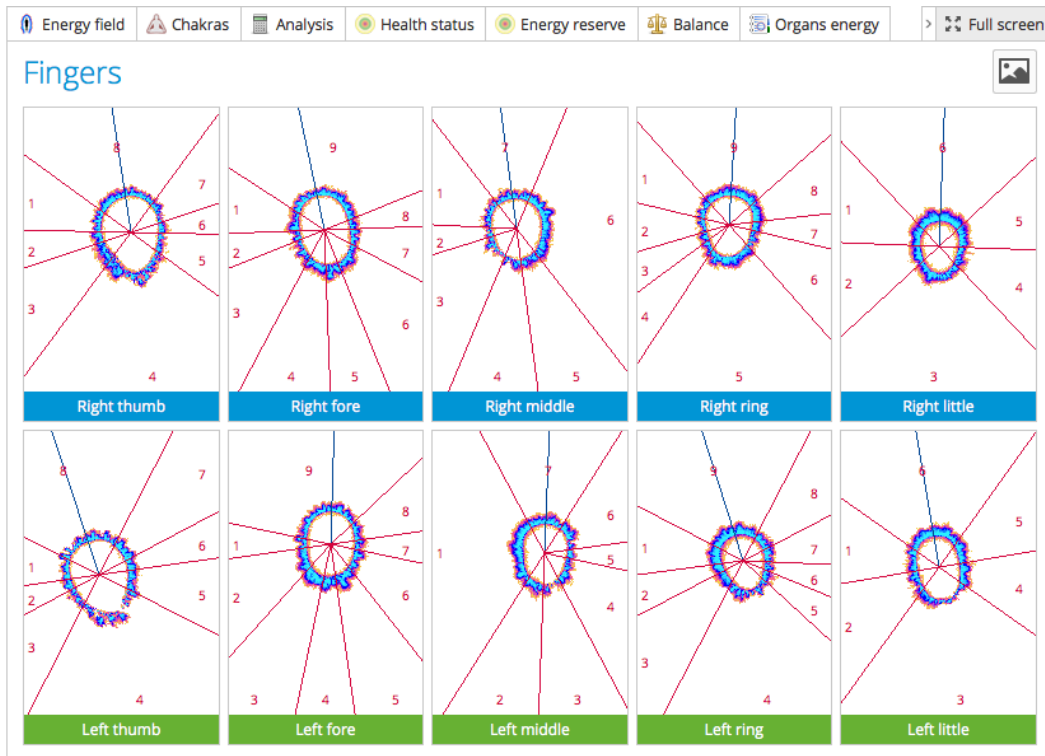 Energy field Chakras Analysis Health status Energy reserve Balance Organs energy > Full screen
Fingers
8 7 1 6 2 5 3 4
Right thumb
9 1 8 2 7 3 6 4 5
Right fore
7 1 6 2 3 4 5
Right middle
9 1 8 2 7 3 6 4 5
Right ring
6 1 5 2 4 3
Right little
8 7 6 1 5 2 3 4
Left thumb
9 8 1 7 6 2 3 4 5
Left fore
7 6 1 5 4 2 3
Left middle
9 8 1 7 6 2 5 3 4
Left ring
6 5 1 4 2 3
Left little